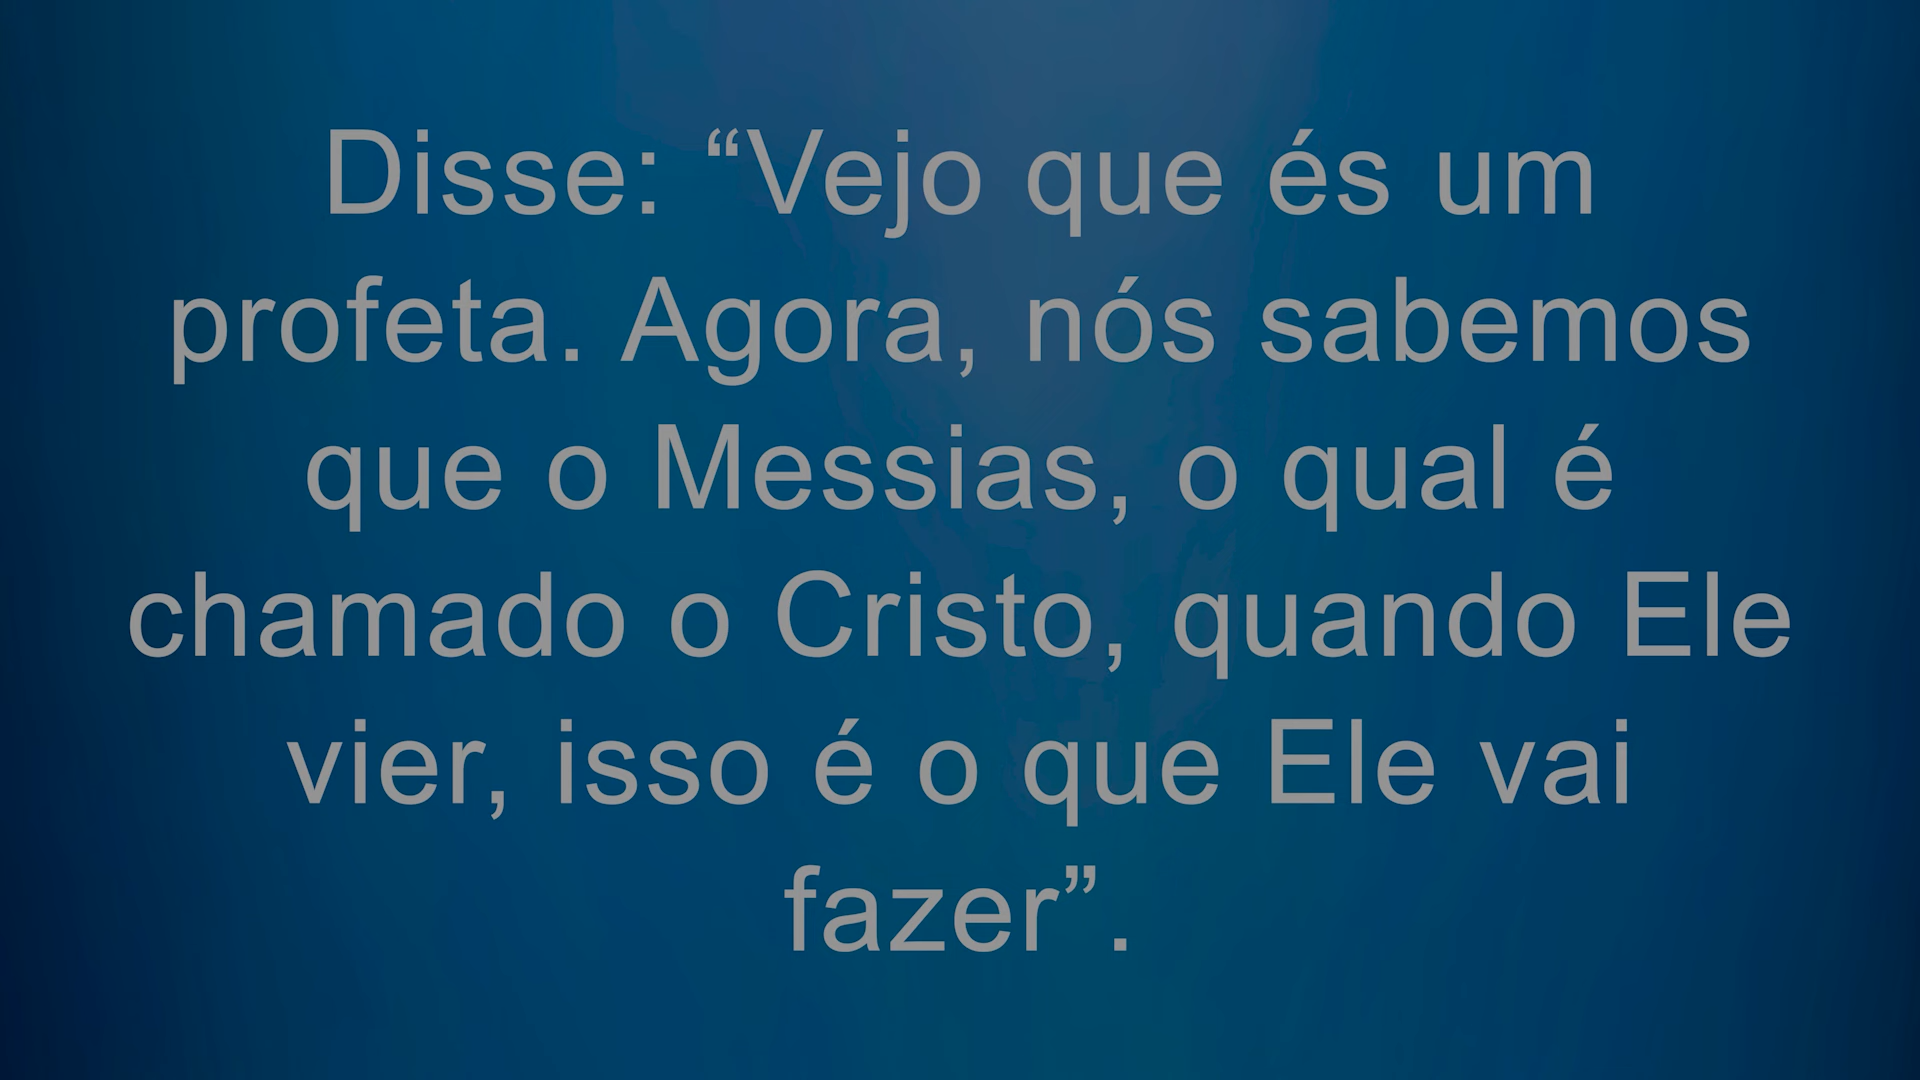 Disse: “Vejo que és um
profeta. Agora, nós sabemos
que o Messias, o qual é
chamado o Cristo, quando Ele
vier, isso é o que Ele vai
fazer”.